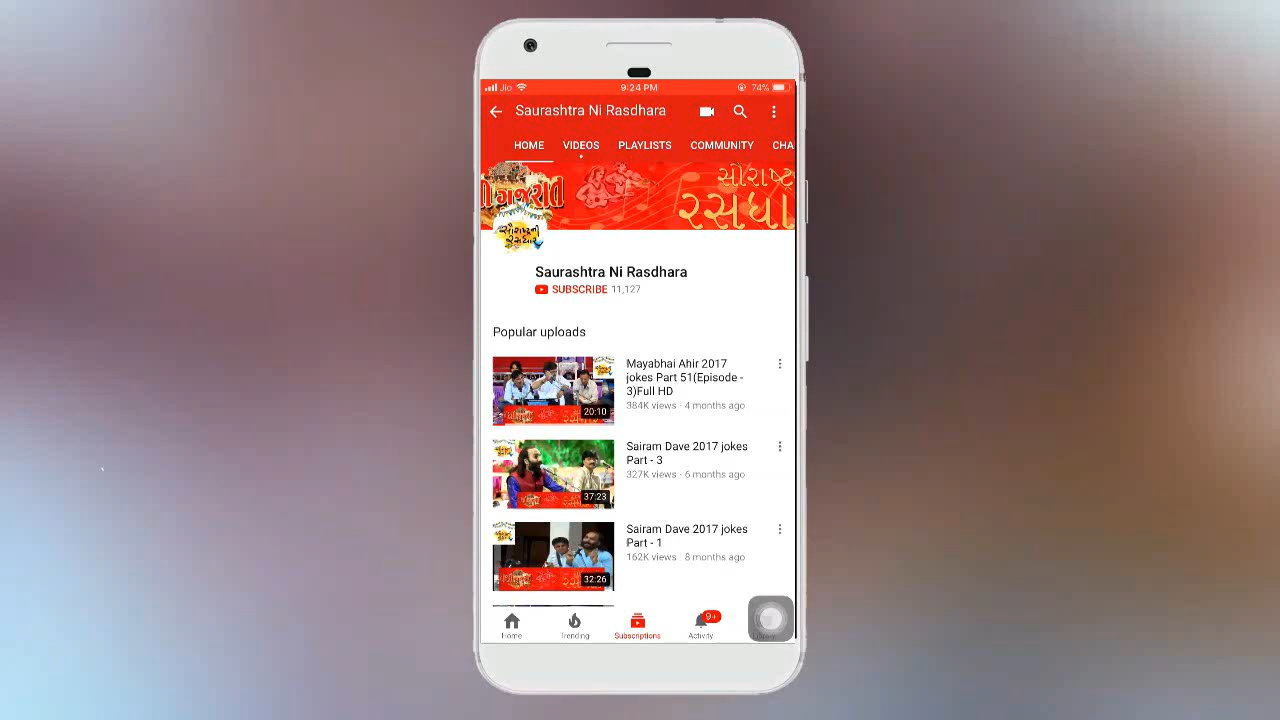 Jio 9:24 PM 74%
Saurashtra Ni Rasdhara
HOME VIDEOS PLAYLISTS COMMUNITY CHA
સૌરાષ્ટ્ર
ગુજરાતી રસધા
સૌરાષ્ટ્રની
રસધાર
Saurashtra Ni Rasdhara
SUBSCRIBE 11,127
Popular uploads
Mayabhai Ahir 2017
jokes Part 51(Episode -
3)Full HD
384K views · 4 months ago
20:10
Sairam Dave 2017 jokes
Part - 3
327K views · 6 months ago
37:23
Sairam Dave 2017 jokes
Part - 1
162K views · 8 months ago
32:26
9+
Home Trending Subscriptions Activity